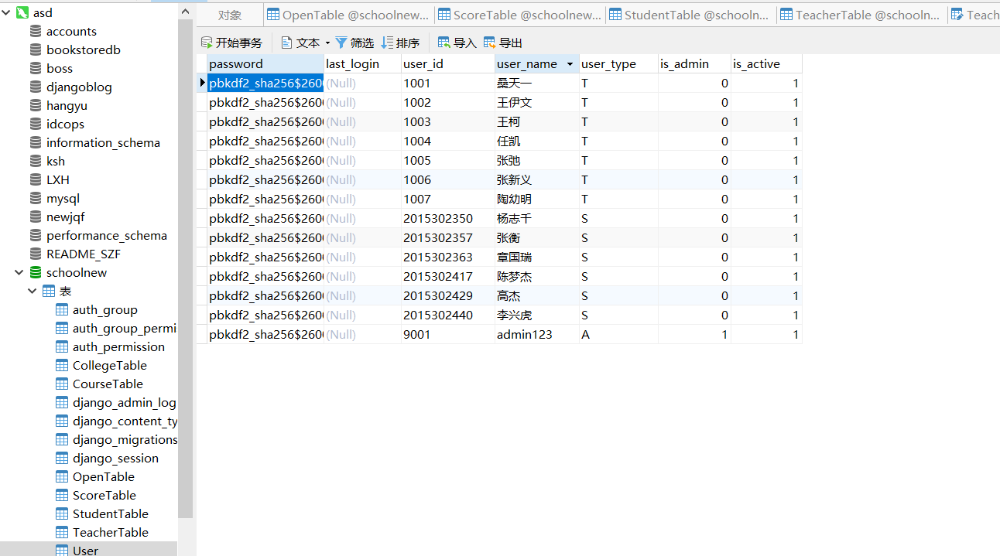 asd
accounts
bookstoredb
boss
djangoblog
hangyu
idcops
information_schema
ksh
LXH
mysql
newjqf
performance_schema
README_SZF
schoolnew
表
auth_group
auth_group_permi
auth_permission
CollegeTable
CourseTable
django_admin_log
django_content_ty
django_migrations
django_session
OpenTable
ScoreTable
StudentTable
TeacherTable
User
对象 OpenTable @schoolnew... ScoreTable @schoolnew... StudentTable @schooln... TeacherTable @schooln... Teach
开始事务 文本 筛选 排序 导入 导出
password last_login user_id user_name user_type is_admin is_active
pbkdf2_sha256$260 (Null) 1001 桑天一 T 0 1
pbkdf2_sha256$260 (Null) 1002 王伊文 T 0 1
pbkdf2_sha256$260 (Null) 1003 王柯 T 0 1
pbkdf2_sha256$260 (Null) 1004 任凯 T 0 1
pbkdf2_sha256$260 (Null) 1005 张弛 T 0 1
pbkdf2_sha256$260 (Null) 1006 张新义 T 0 1
pbkdf2_sha256$260 (Null) 1007 陶幼明 T 0 1
pbkdf2_sha256$260 (Null) 2015302350 杨志千 S 0 1
pbkdf2_sha256$260 (Null) 2015302357 张衡 S 0 1
pbkdf2_sha256$260 (Null) 2015302363 章国瑞 S 0 1
pbkdf2_sha256$260 (Null) 2015302417 陈梦杰 S 0 1
pbkdf2_sha256$260 (Null) 2015302429 高杰 S 0 1
pbkdf2_sha256$260 (Null) 2015302440 李兴虎 S 0 1
pbkdf2_sha256$260 (Null) 9001 admin123 A 1 1